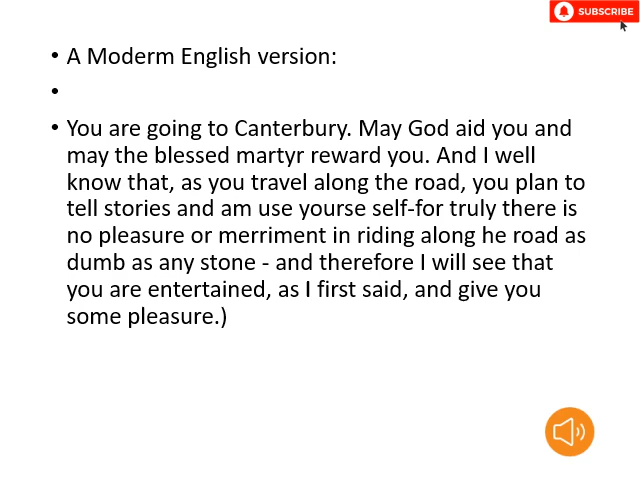 SUBSCRIBE
• A Moderm English version:
•
• You are going to Canterbury. May God aid you and
may the blessed martyr reward you. And I well
know that, as you travel along the road, you plan to
tell stories and am use yourse self-for truly there is
no pleasure or merriment in riding along he road as
dumb as any stone - and therefore I will see that
you are entertained, as I first said, and give you
some pleasure.)